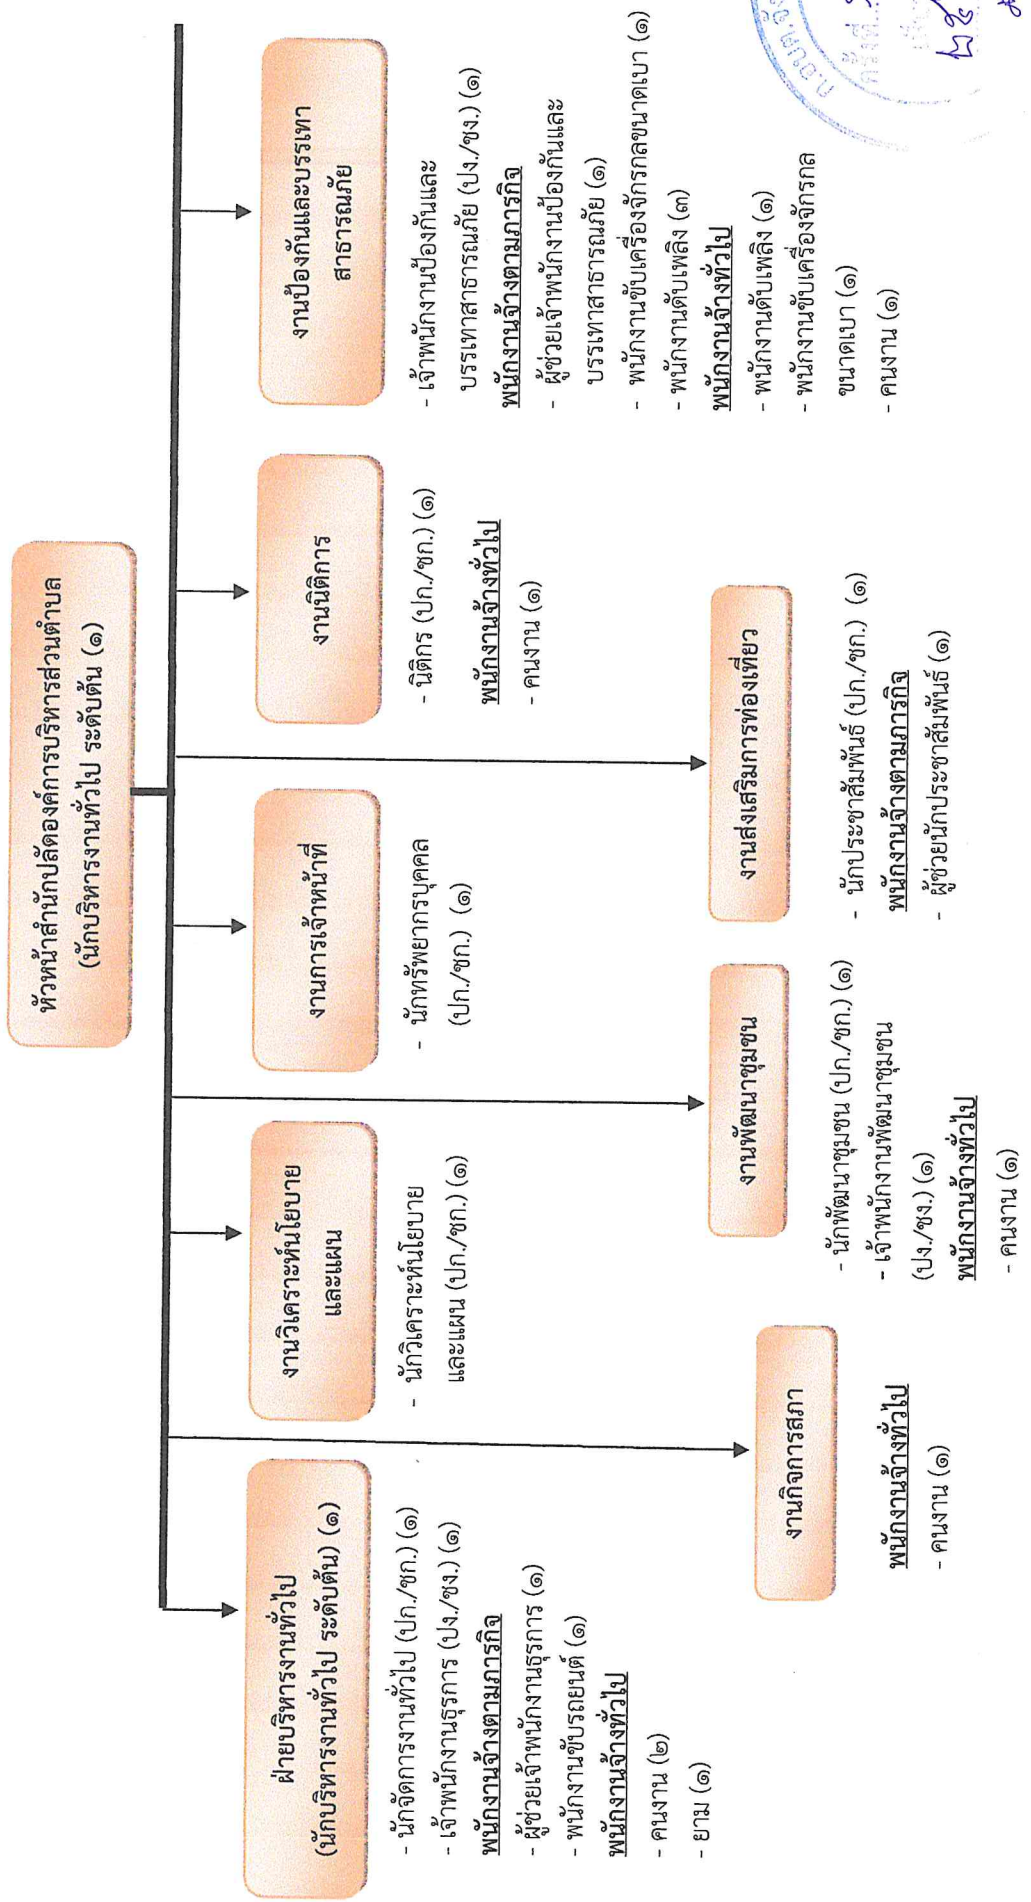 หัวหน้าสำนักปลัดองค์การบริหารส่วนตำบล
(นักบริหารงานทั่วไป ระดับต้น) (๑)
ฝ่ายบริหารงานทั่วไป
(นักบริหารงานทั่วไป ระดับต้น) (๑)
- นักจัดการงานทั่วไป (ปก./ชก.) (๑)
- เจ้าพนักงานธุรการ (ปง./ชง.) (๑)
พนักงานจ้างตามภารกิจ
- ผู้ช่วยเจ้าพนักงานธุรการ (๑)
- พนักงานขับรถยนต์ (๑)
พนักงานจ้างทั่วไป
- คนงาน (๒)
- ยาม (๑)
งานวิเคราะห์นโยบาย
และแผน
- นักวิเคราะห์นโยบาย
และแผน (ปก./ชก.) (๑)
งานการเจ้าหน้าที่
- นักทรัพยากรบุคคล
(ปก./ชก.) (๑)
งานนิติการ
- นิติกร (ปก./ชก.) (๑)
พนักงานจ้างทั่วไป
- คนงาน (๑)
งานป้องกันและบรรเทา
สาธารณภัย
- เจ้าพนักงานป้องกันและ
บรรเทาสาธารณภัย (ปง./ชง.) (๑)
พนักงานจ้างตามภารกิจ
- ผู้ช่วยเจ้าพนักงานป้องกันและ
บรรเทาสาธารณภัย (๑)
- พนักงานขับเครื่องจักรกลขนาดเบา (๑)
- พนักงานดับเพลิง (๓)
พนักงานจ้างทั่วไป
- พนักงานดับเพลิง (๑)
- พนักงานขับเครื่องจักรกล
ขนาดเบา (๑)
- คนงาน (๑)
งานกิจการสภา
พนักงานจ้างทั่วไป
- คนงาน (๑)
งานพัฒนาชุมชน
- นักพัฒนาชุมชน (ปก./ชก.) (๑)
- เจ้าพนักงานพัฒนาชุมชน
(ปง./ชง.) (๑)
พนักงานจ้างทั่วไป
- คนงาน (๑)
งานส่งเสริมการท่องเที่ยว
- นักประชาสัมพันธ์ (ปก./ชก.) (๑)
พนักงานจ้างตามภารกิจ
- ผู้ช่วยนักประชาสัมพันธ์ (๑)
ก.อบต.
ครั้งที่